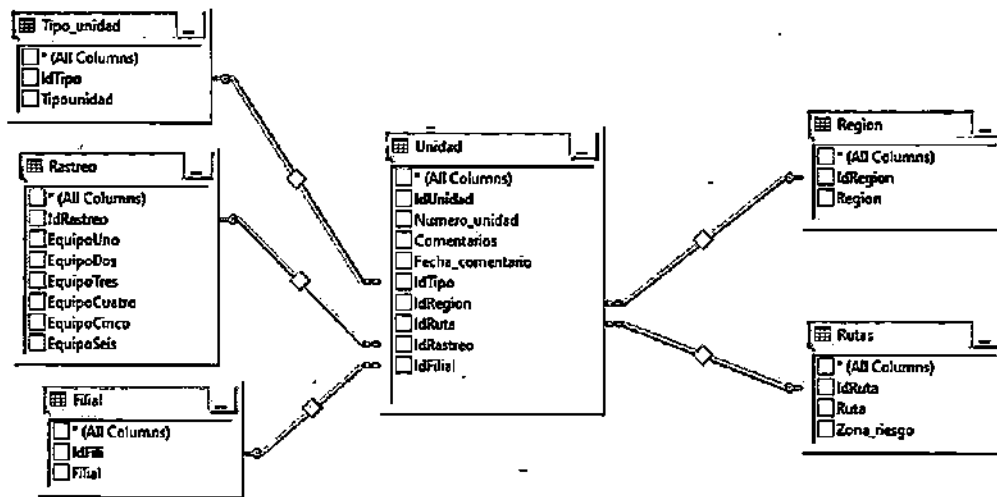 Tipo_unidad
* (All Columns)
IdTipo
Tipounidad
Rastreo
* (All Columns)
IdRastreo
EquipoUno
EquipoDos
EquipoTres
EquipoCuatro
EquipoCinco
EquipoSeis
Filial
* (All Columns)
IdFili
Filial
Unidad
* (All Columns)
IdUnidad
Numero_unidad
Comentarios
Fecha_comentario
IdTipo
IdRegion
IdRuta
IdRastreo
IdFilial
Region
* (All Columns)
IdRegion
Region
Rutas
* (All Columns)
IdRuta
Ruta
Zona_riesgo